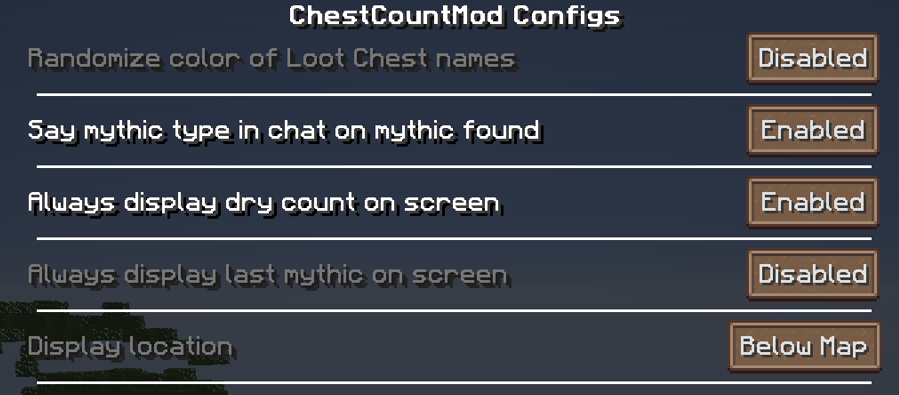 ChestCountMod Configs
Randomize color of Loot Chest names Disabled
Say mythic type in chat on mythic found Enabled
Always display dry count on screen Enabled
Always display last mythic on screen Disabled
Display location Below Map